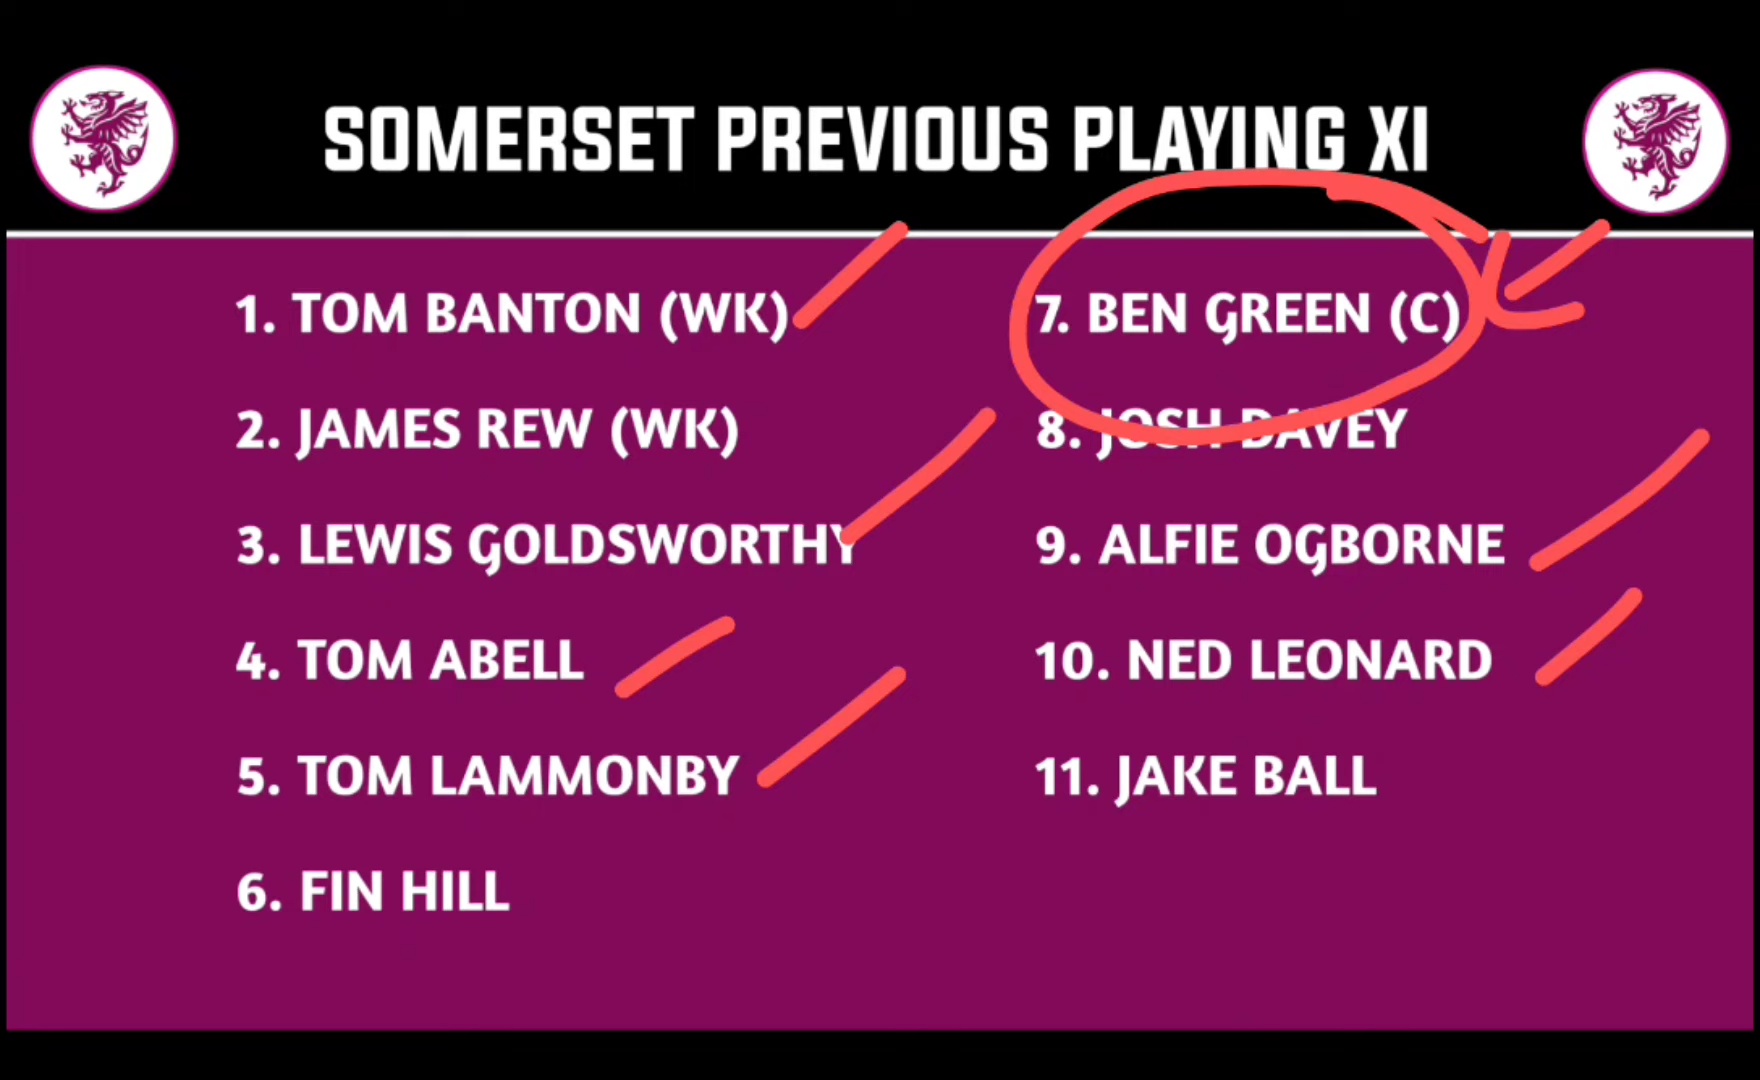 SOMERSET PREVIOUS PLAYING XI
1. TOM BANTON (WK)
2. JAMES REW (WK)
3. LEWIS GOLDSWORTHY
4. TOM ABELL
5. TOM LAMMONBY
6. FIN HILL
7. BEN GREEN (C)
8. JOSH DAVEY
9. ALFIE OGBORNE
10. NED LEONARD
11. JAKE BALL